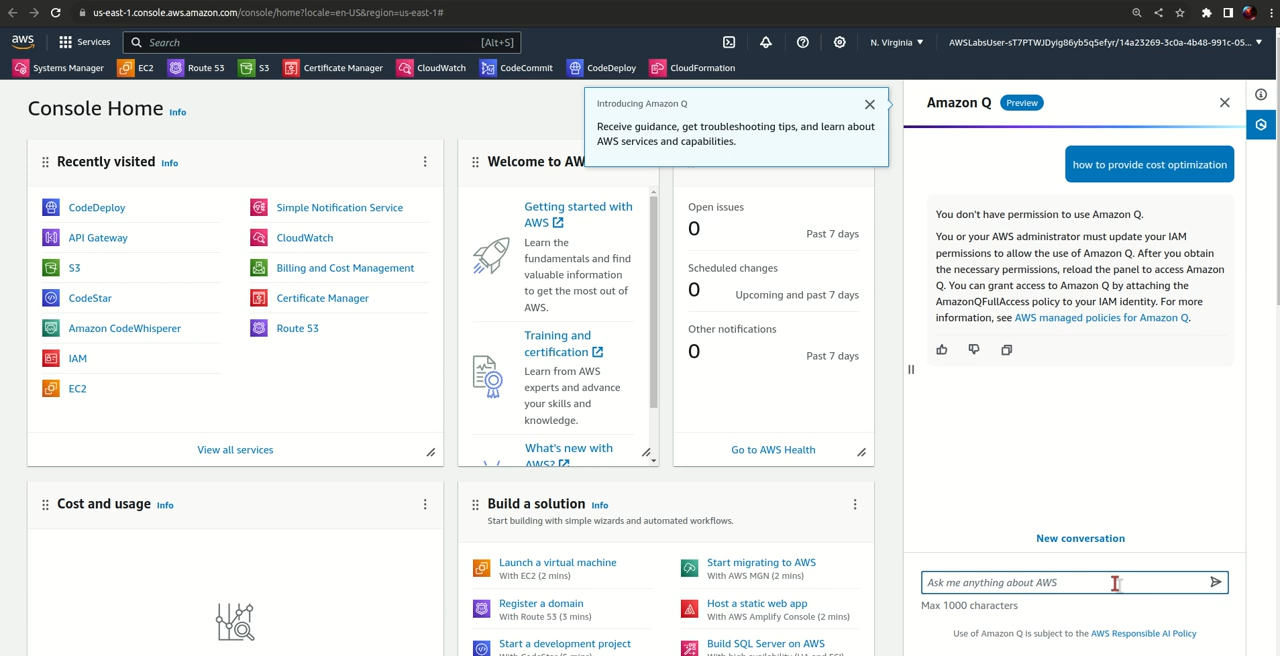 us-east-1.console.aws.amazon.com/console/home?locale=en-US&region=us-east-1#
aws
Services
Search
[Alt+S]
N. Virginia
AWSLabsUser-sT7PTWJDyig86yb5q5efyr/14a23269-3c0a-4b48-991c-05...
Systems Manager
EC2
Route 53
S3
Certificate Manager
CloudWatch
CodeCommit
CodeDeploy
CloudFormation
Console Home Info
Introducing Amazon Q
Receive guidance, get troubleshooting tips, and learn about
AWS services and capabilities.
Recently visited Info
CodeDeploy
API Gateway
S3
CodeStar
Amazon CodeWhisperer
IAM
EC2
Simple Notification Service
CloudWatch
Billing and Cost Management
Certificate Manager
Route 53
View all services
Welcome to AW
Getting started with
AWS
Learn the
fundamentals and find
valuable information
to get the most out of
AWS.
Training and
certification
Learn from AWS
experts and advance
your skills and
knowledge.
What's new with
AWS?
Open issues
0
Past 7 days
Scheduled changes
0
Upcoming and past 7 days
Other notifications
0
Past 7 days
Go to AWS Health
Cost and usage Info
Build a solution Info
Start building with simple wizards and automated workflows.
Launch a virtual machine
With EC2 (2 mins)
Register a domain
With Route 53 (3 mins)
Start a development project
With CodeStar (5 mins)
Start migrating to AWS
With AWS MGN (2 mins)
Host a static web app
With AWS Amplify Console (2 mins)
Build SQL Server on AWS
Amazon Q Preview
how to provide cost optimization
You don't have permission to use Amazon Q.
You or your AWS administrator must update your IAM
permissions to allow the use of Amazon Q. After you obtain
the necessary permissions, reload the panel to access Amazon
Q. You can grant access to Amazon Q by attaching the
AmazonQFullAccess policy to your IAM identity. For more
information, see AWS managed policies for Amazon Q.
New conversation
Ask me anything about AWS
Max 1000 characters
Use of Amazon Q is subject to the AWS Responsible AI Policy